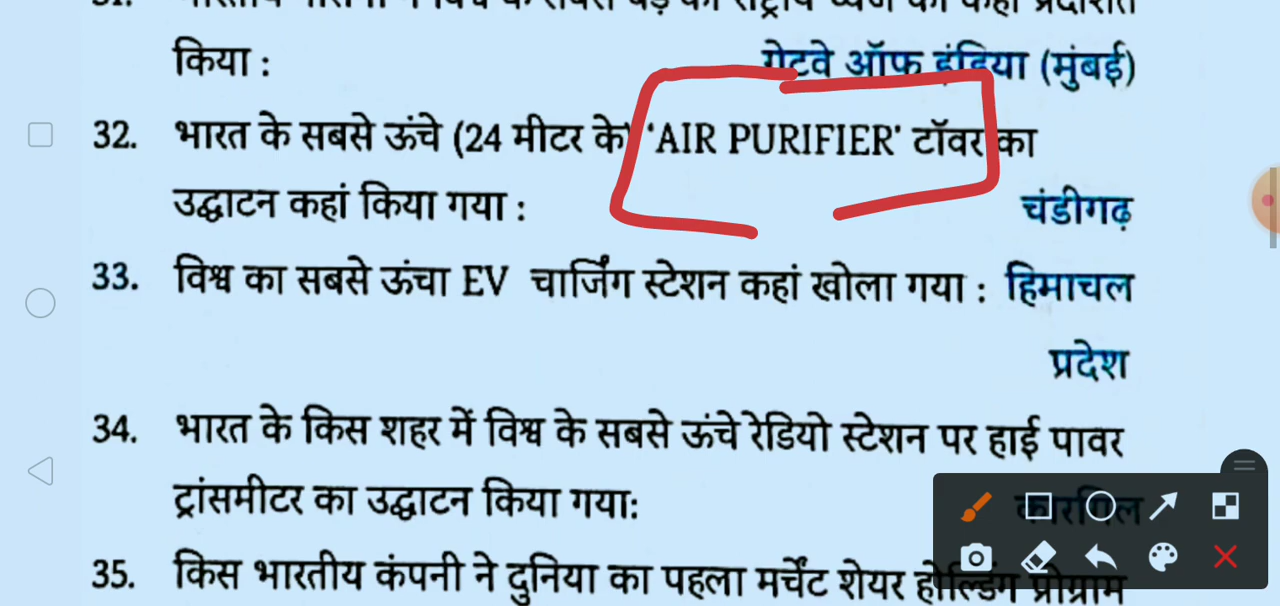 किया : गेटवे ऑफ इंडिया (मुंबई)
32. भारत के सबसे ऊंचे (24 मीटर के) 'AIR PURIFIER' टॉवर का
उद्घाटन कहां किया गया : चंडीगढ़
33. विश्व का सबसे ऊंचा EV चार्जिंग स्टेशन कहां खोला गया : हिमाचल
प्रदेश
34. भारत के किस शहर में विश्व के सबसे ऊंचे रेडियो स्टेशन पर हाई पावर
ट्रांसमीटर का उद्घाटन किया गया: कारगिल
35. किस भारतीय कंपनी ने दुनिया का पहला मर्चेंट शेयर होल्डिंग प्रोग्राम